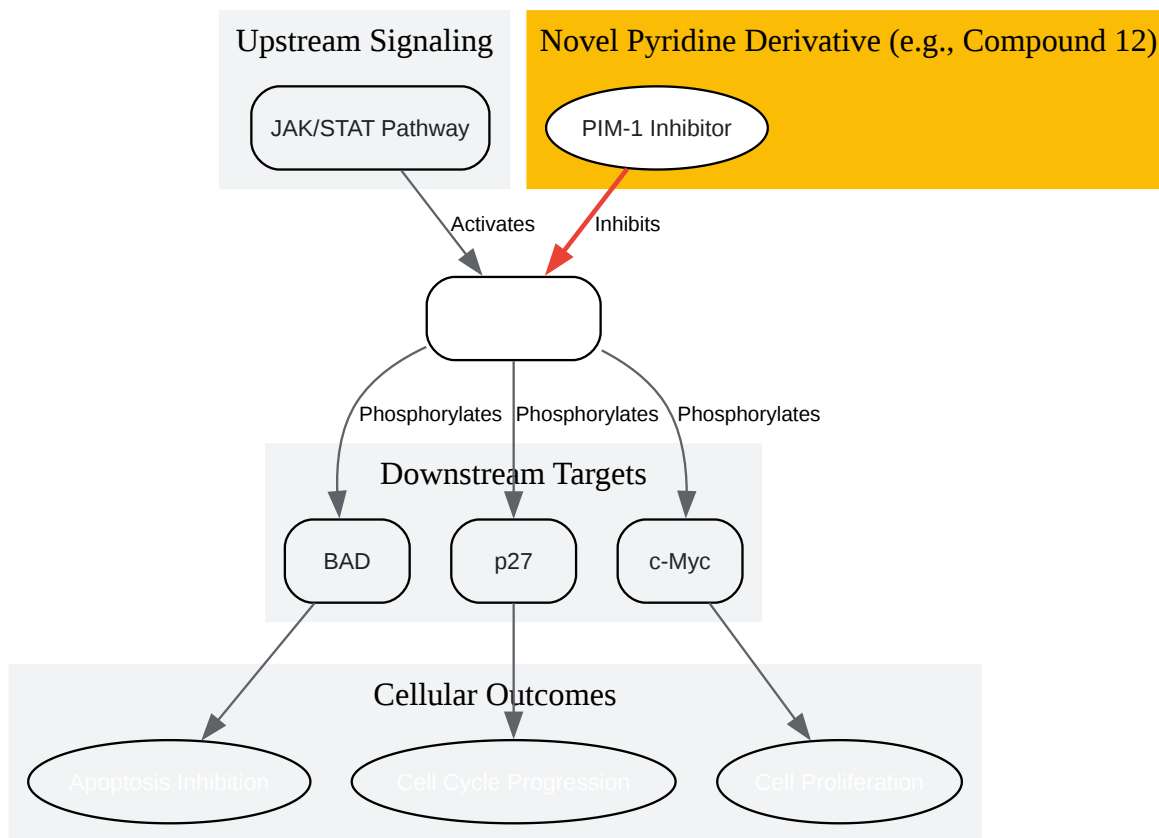 Upstream Signaling
Novel Pyridine Derivative (e.g., Compound 12)
JAK/STAT Pathway
PIM-1 Inhibitor
Activates
Inhibits
Phosphorylates
Phosphorylates
Phosphorylates
Downstream Targets
BAD
p27
c-Myc
Cellular Outcomes
Apoptosis Inhibition
Cell Cycle Progression
Cell Proliferation